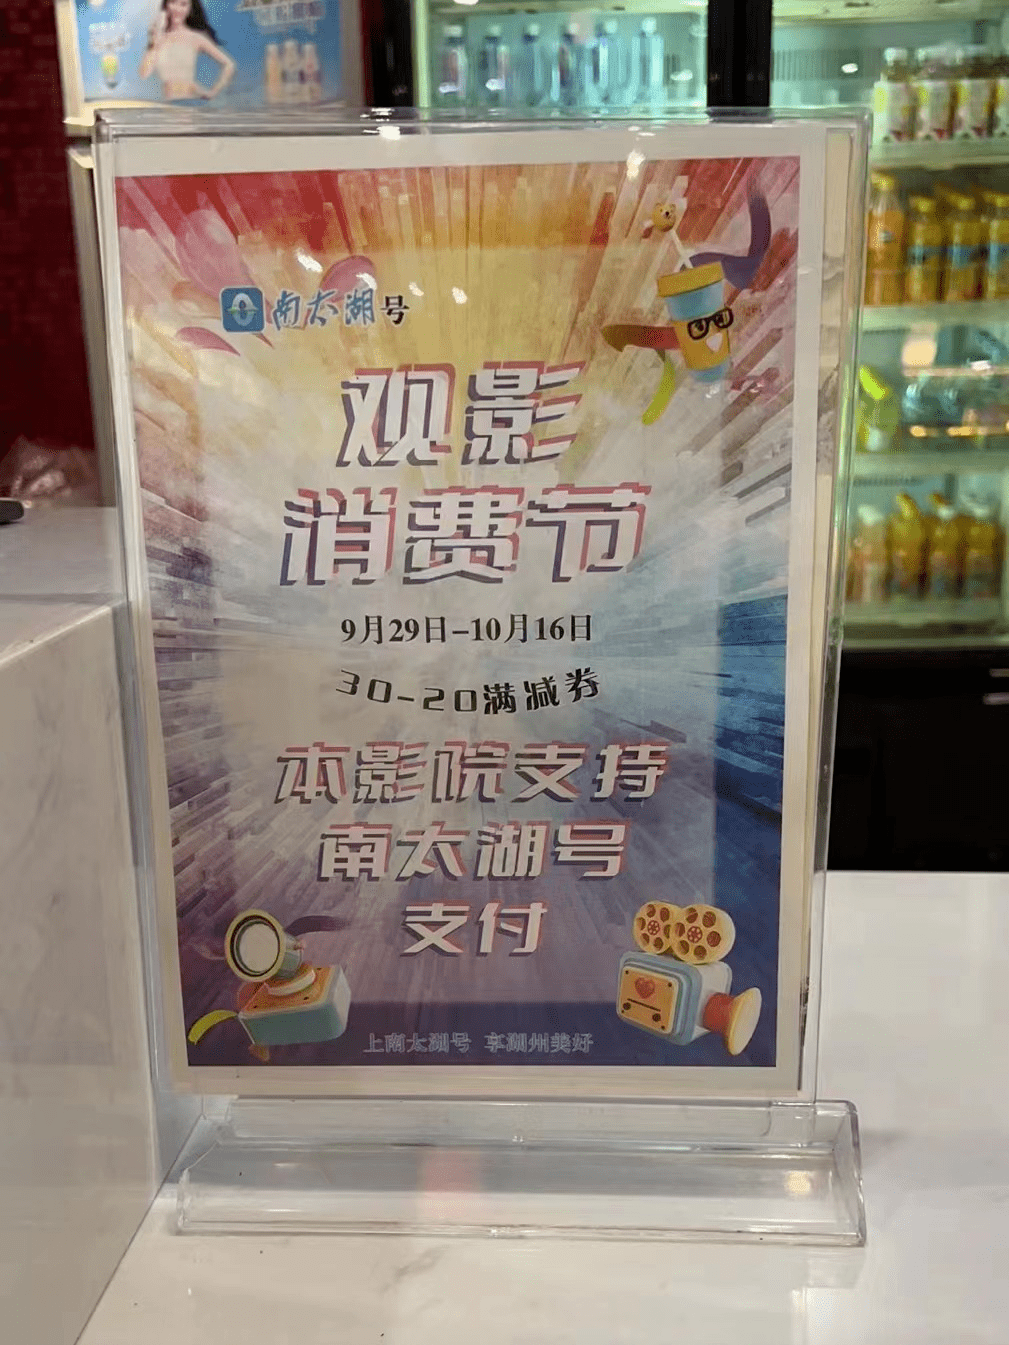 南太湖号
观影
消费节
9月29日-10月16日
30-20满减券
本影院支持
南太湖号
支付
上南太湖号 享湖州美好